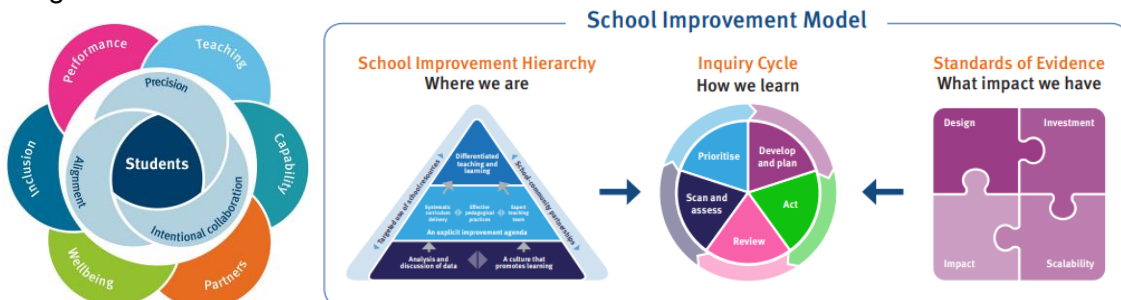 School Improvement Model
Performance
Teaching
Capability
Partners
Wellbeing
Inclusion
Precision
Alignment
Intentional collaboration
Students
School Improvement Hierarchy
Where we are
Differentiated
teaching and
learning
Targeted use of school resources
School-community partnerships
Systematic
curriculum
delivery
Effective
pedagogical
practices
Expert
teaching
team
An explicit improvement agenda
Analysis and
discussion of data
A culture that
promotes learning
Inquiry Cycle
How we learn
Prioritise
Develop
and plan
Scan and
assess
Act
Review
Standards of Evidence
What impact we have
Design
Investment
Impact
Scalability